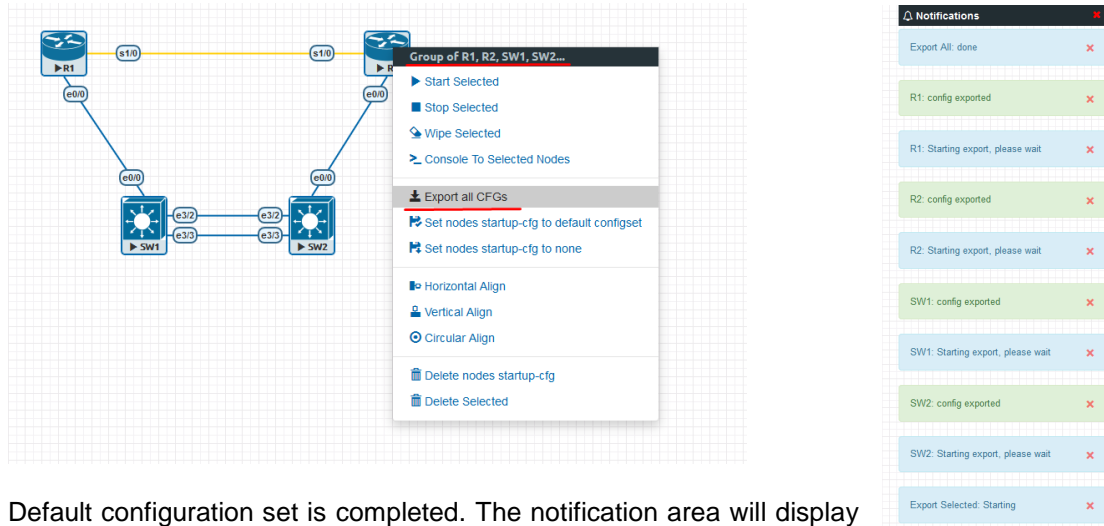 s1/0
s1/0
R1
R
e0/0
e0/0
e0/0
e0/0
e3/2
e3/2
e3/3
e3/3
SW1
SW2
Group of R1, R2, SW1, SW2...
Start Selected
Stop Selected
Wipe Selected
Console To Selected Nodes
Export all CFGs
Set nodes startup-cfg to default configset
Set nodes startup-cfg to none
Horizontal Align
Vertical Align
Circular Align
Delete nodes startup-cfg
Delete Selected
Notifications
Export All: done
R1: config exported
R1: Starting export, please wait
R2: config exported
R2: Starting export, please wait
SW1: config exported
SW1: Starting export, please wait
SW2: config exported
SW2: Starting export, please wait
Export Selected: Starting
Default configuration set is completed. The notification area will display